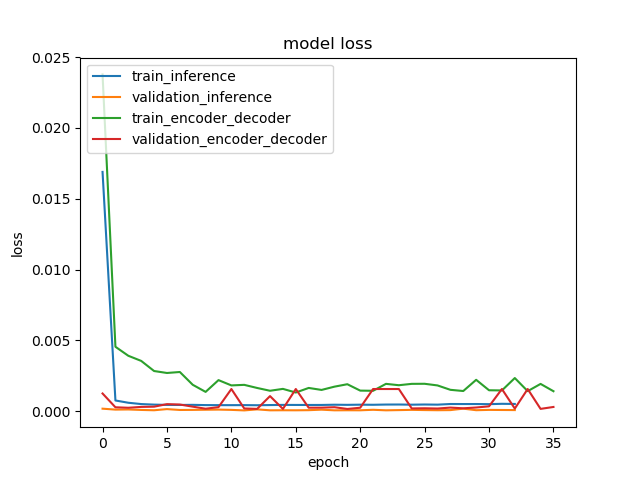 model loss
train_inference
validation_inference
train_encoder_decoder
validation_encoder_decoder
0.025
0.020
0.015
0.010
0.005
0.000
loss
0 5 10 15 20 25 30 35
epoch